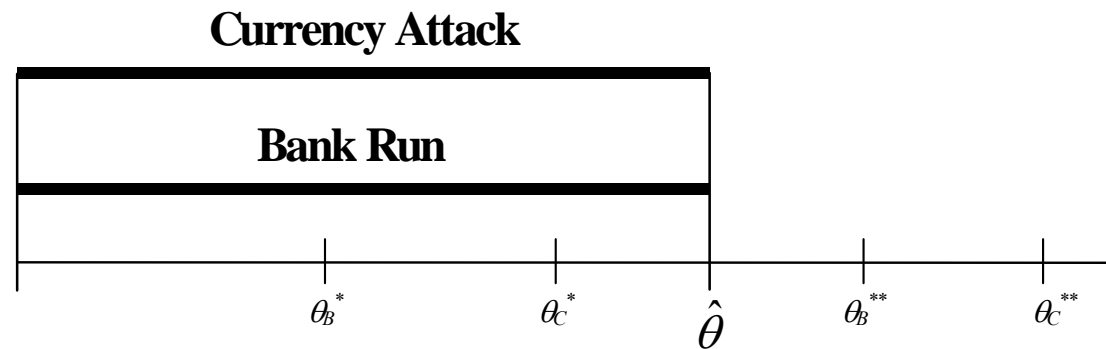 Currency Attack
Bank Run
θB* θC* θ̂ θB** θC**